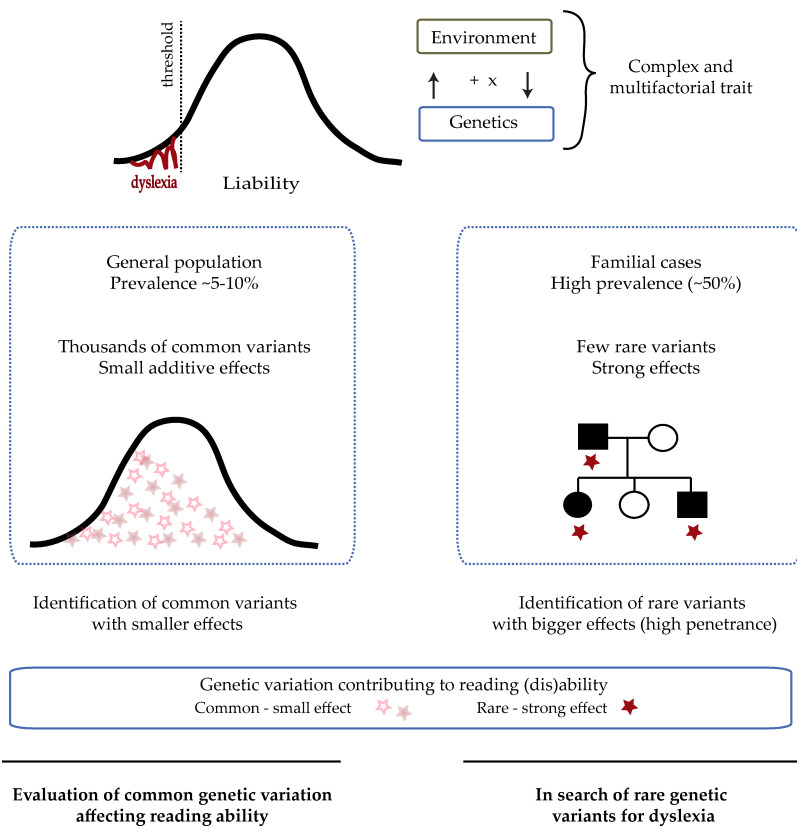 threshold
dyslexia
Liability
Environment
+ x
Genetics
Complex and
multifactorial trait
General population
Prevalence ~5-10%
Thousands of common variants
Small additive effects
Identification of common variants
with smaller effects
Familial cases
High prevalence (~50%)
Few rare variants
Strong effects
Identification of rare variants
with bigger effects (high penetrance)
Genetic variation contributing to reading (dis)ability
Common - small effect
Rare - strong effect
Evaluation of common genetic variation
affecting reading ability
In search of rare genetic
variants for dyslexia